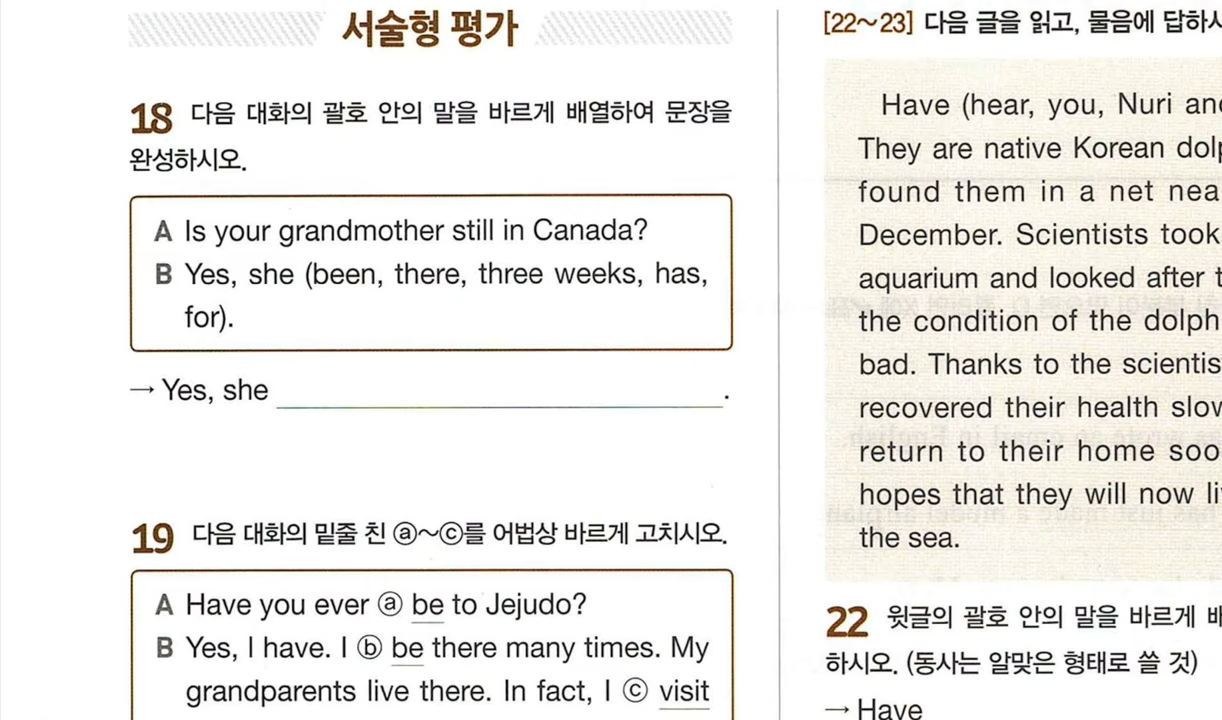 서술형 평가
18 다음 대화의 괄호 안의 말을 바르게 배열하여 문장을
완성하시오.
A Is your grandmother still in Canada?
B Yes, she (been, there, three weeks, has,
for).
→ Yes, she .
19 다음 대화의 밑줄 친 ⓐ~ⓒ를 어법상 바르게 고치시오.
A Have you ever ⓐ be to Jejudo?
B Yes, I have. I ⓑ be there many times. My
grandparents live there. In fact, I ⓒ visit
[22~23] 다음 글을 읽고, 물음에 답하시
Have (hear, you, Nuri and
They are native Korean dolp
found them in a net nea
December. Scientists took
aquarium and looked after t
the condition of the dolph
bad. Thanks to the scientis
recovered their health slow
return to their home soo
hopes that they will now li
the sea.
22 윗글의 괄호 안의 말을 바르게 배
하시오. (동사는 알맞은 형태로 쓸 것)
→ Have